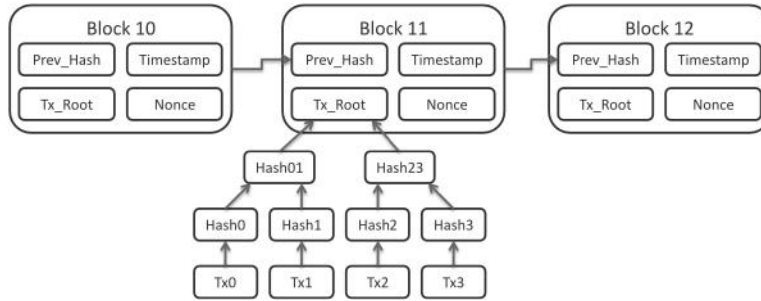 Block 10
Prev_Hash Timestamp
Tx_Root Nonce
Block 11
Prev_Hash Timestamp
Tx_Root Nonce
Block 12
Prev_Hash Timestamp
Tx_Root Nonce
Hash01 Hash23
Hash0 Hash1 Hash2 Hash3
Tx0 Tx1 Tx2 Tx3